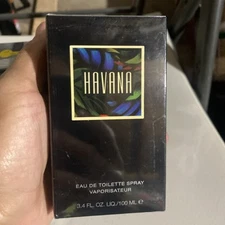 HAVANA
EAU DE TOILETTE SPRAY
VAPORISATEUR
3.4 FL. OZ. LIQ./100 ML ℮